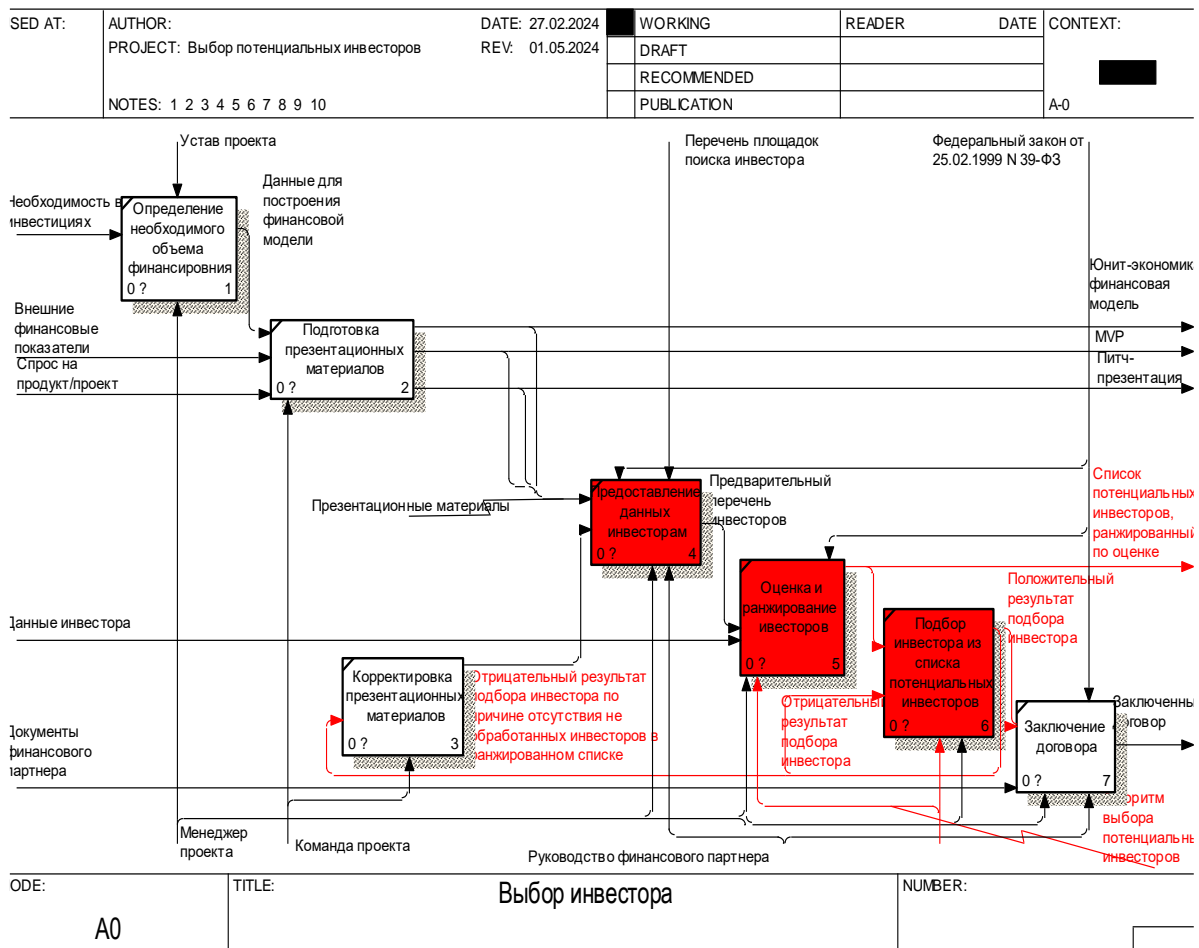 SED AT:
AUTHOR:
DATE: 27.02.2024
PROJECT: Выбор потенциальных инвесторов
REV: 01.05.2024
NOTES: 1 2 3 4 5 6 7 8 9 10
WORKING
DRAFT
RECOMMENDED
PUBLICATION
READER
DATE
CONTEXT:
A-0
Устав проекта
Перечень площадок
поиска инвестора
Федеральный закон от
25.02.1999 N 39-ФЗ
Необходимость в
инвестициях
Определение
необходимого
объема
финансировния
0 ?
1
Данные для
построения
финансовой
модели
Юнит-экономик
финансовая
модель
Внешние
финансовые
показатели
Спрос на
продукт/проект
Подготовка
презентационных
материалов
0 ?
2
MVP
Питч-
презентация
Презентационные материалы
Предоставление
данных
инвесторам
0 ?
4
Предварительный
перечень
инвесторов
Список
потенциальных
инвесторов,
ранжированный
по оценке
Оценка и
ранжирование
ивесторов
0 ?
5
Положительный
результат
подбора
инвестора
Данные инвестора
Подбор
инвестора из
списка
потенциальных
инвесторов
0 ?
6
Корректировка
презентационных
материалов
0 ?
3
Отрицательный результат
подбора инвестора по
причине отсутствия не
обработанных инвесторов в
ранжированном списке
Отрицательны
результат
подбора
инвестора
Документы
финансового
партнера
Заключение
договора
0 ?
7
Заключенны
говор
оритм
выбора
потенциальны
инвесторов
Менеджер
проекта
Команда проекта
Руководство финансового партнера
ODE:
A0
TITLE:
Выбор инвестора
NUMBER: